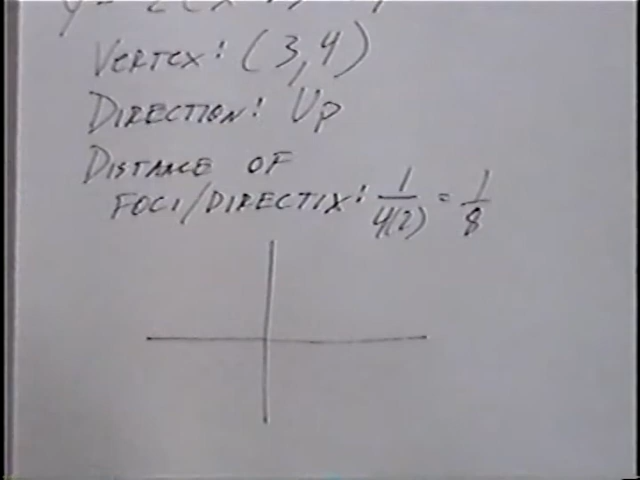 Vertex: (3,4)
Direction: Up
Distance of
foci/directix: 1/4(2) = 1/8